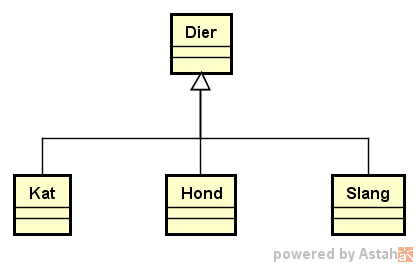 Dier
Kat Hond Slang
powered by Astah